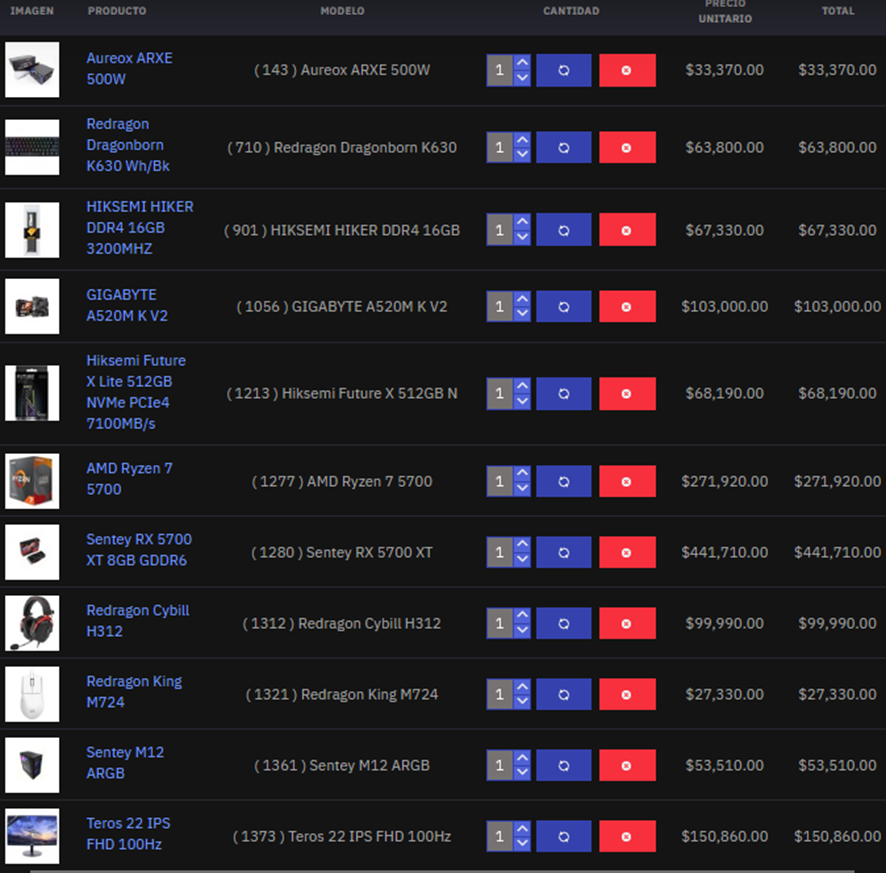 IMAGEN PRODUCTO MODELO CANTIDAD PRECIO UNITARIO TOTAL
Aureox ARXE
500W
( 143 ) Aureox ARXE 500W 1 $33,370.00 $33,370.00
Redragon
Dragonborn
K630 Wh/Bk
( 710 ) Redragon Dragonborn K630 1 $63,800.00 $63,800.00
HIKSEMI HIKER
DDR4 16GB
3200MHZ
( 901 ) HIKSEMI HIKER DDR4 16GB 1 $67,330.00 $67,330.00
GIGABYTE
A520M K V2
( 1056 ) GIGABYTE A520M K V2 1 $103,000.00 $103,000.00
Hiksemi Future
X Lite 512GB
NVMe PCIe4
7100MB/s
( 1213 ) Hiksemi Future X 512GB N 1 $68,190.00 $68,190.00
AMD Ryzen 7
5700
( 1277 ) AMD Ryzen 7 5700 1 $271,920.00 $271,920.00
Sentey RX 5700
XT 8GB GDDR6
( 1280 ) Sentey RX 5700 XT 1 $441,710.00 $441,710.00
Redragon Cybill
H312
( 1312 ) Redragon Cybill H312 1 $99,990.00 $99,990.00
Redragon King
M724
( 1321 ) Redragon King M724 1 $27,330.00 $27,330.00
Sentey M12
ARGB
( 1361 ) Sentey M12 ARGB 1 $53,510.00 $53,510.00
Teros 22 IPS
FHD 100Hz
( 1373 ) Teros 22 IPS FHD 100Hz 1 $150,860.00 $150,860.00